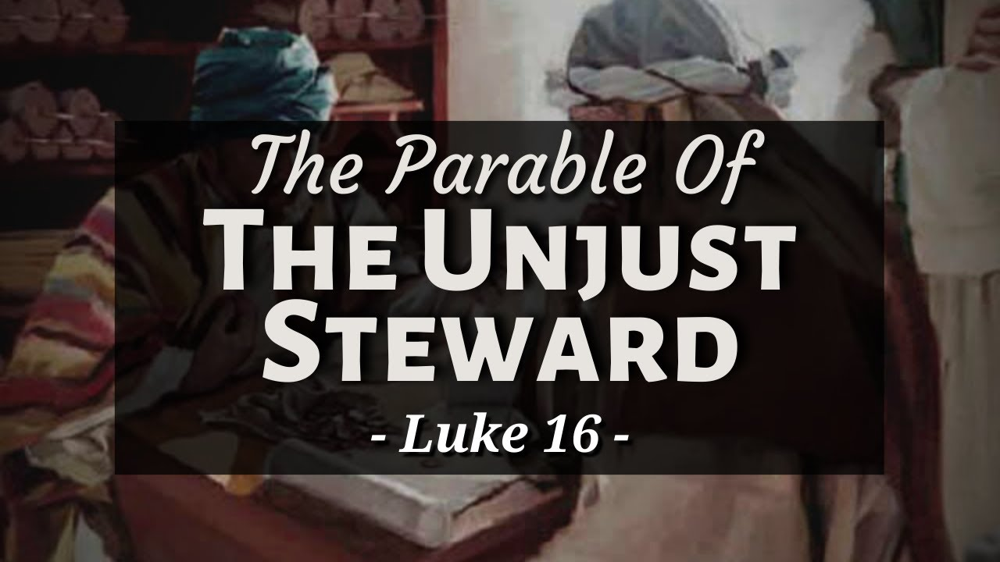 The Parable Of
THE UNJUST
STEWARD
- Luke 16 -